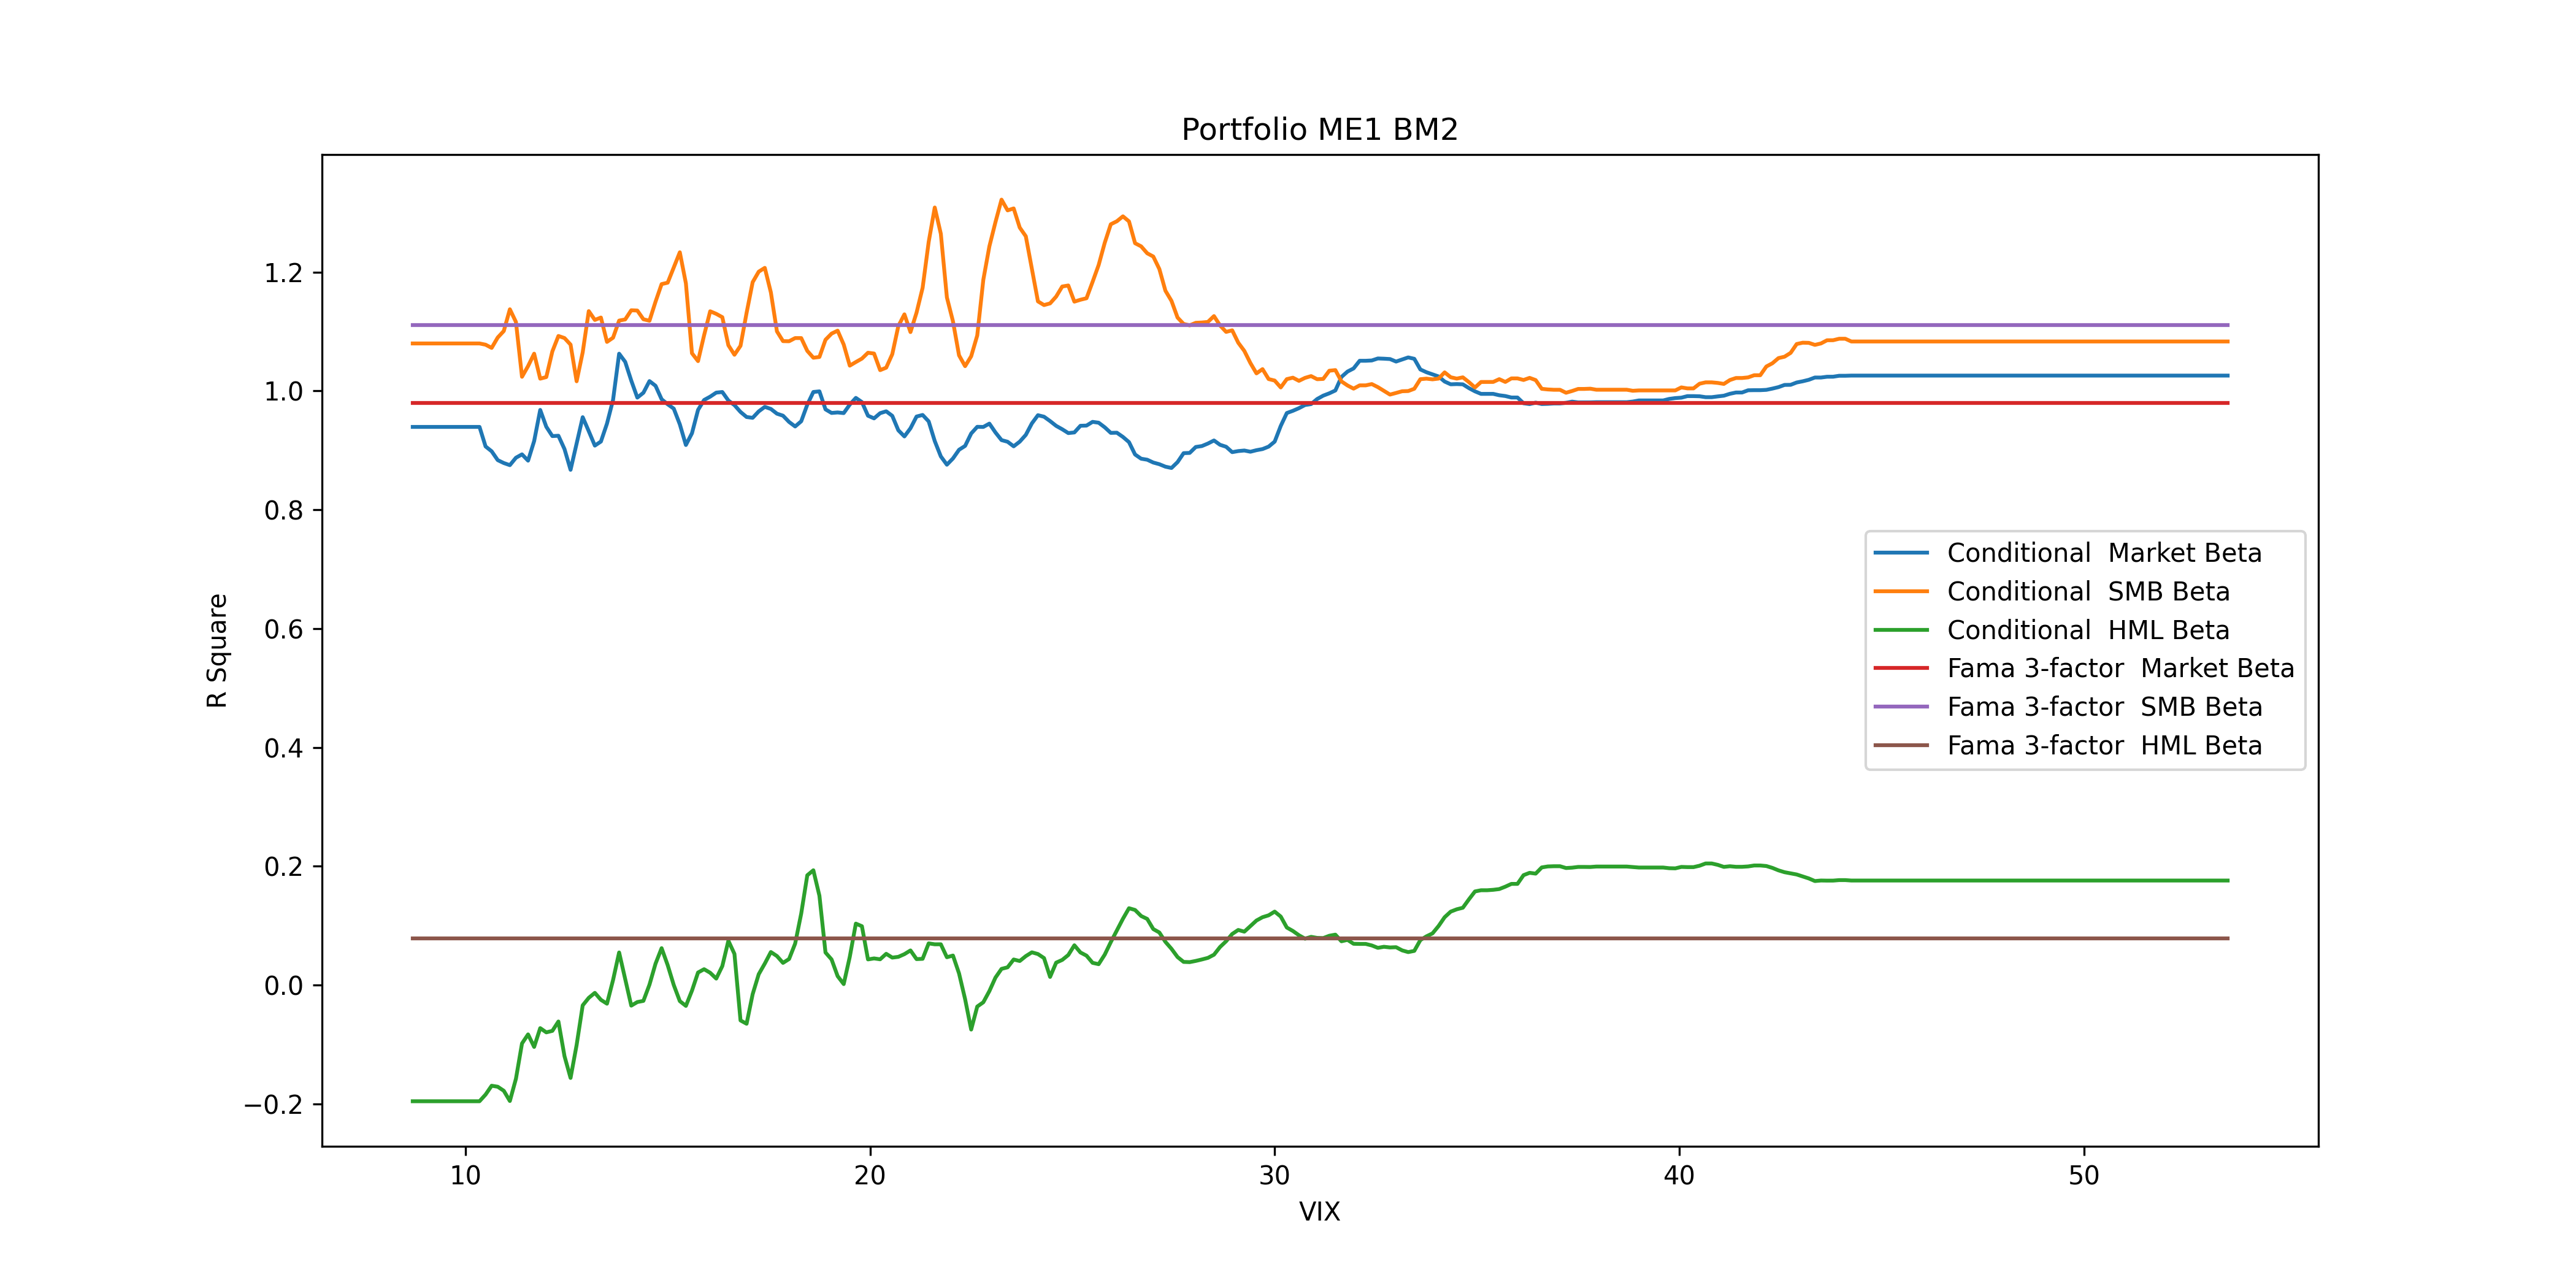 Portfolio ME1 BM2
1.2
1.0
0.8
0.6
0.4
0.2
0.0
−0.2
R Square
Conditional  Market Beta
Conditional  SMB Beta
Conditional  HML Beta
Fama 3-factor  Market Beta
Fama 3-factor  SMB Beta
Fama 3-factor  HML Beta
10 20 30 40 50
VIX